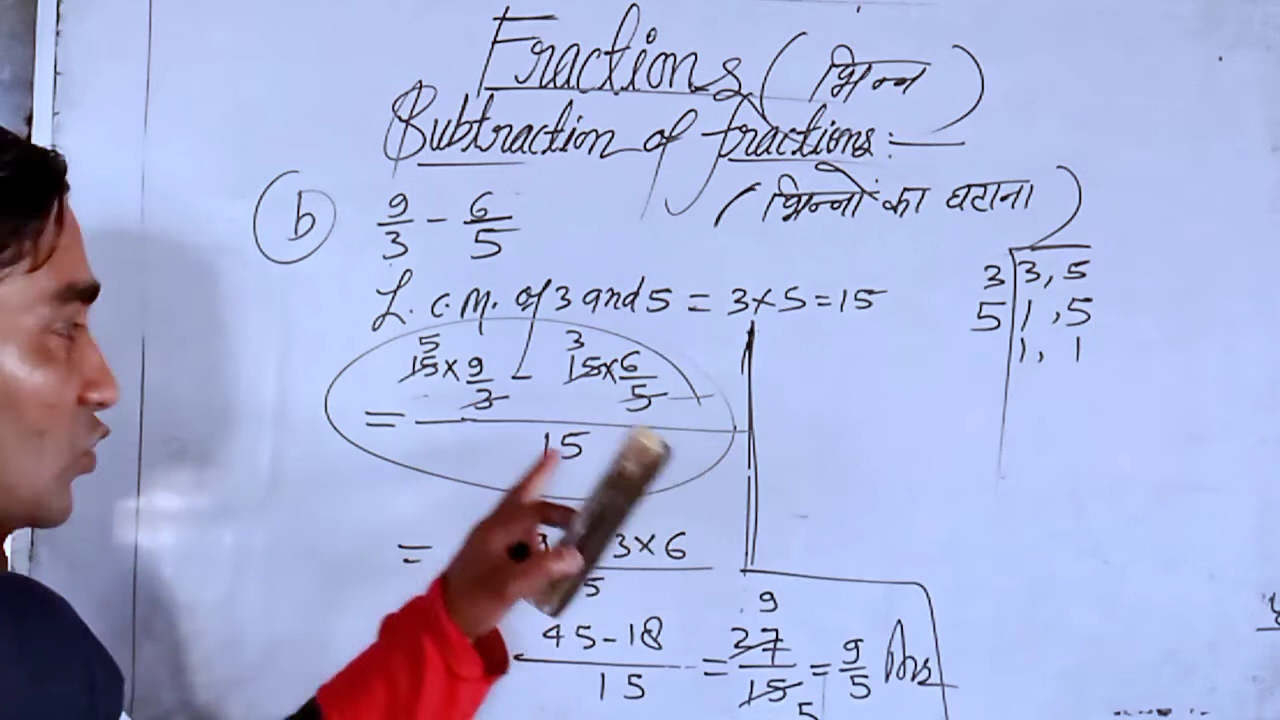 Fractions (भिन्न)
Subtraction of fractions :—
(भिन्नों का घटाना)
(b) 9/3 - 6/5
L.C.M. of 3 and 5 = 3×5=15
3 | 3, 5
5 | 1, 5
1, 1
5 3
= 15×9/3 - 15×6/5
15
= 3×6
5
45-18/15 = 27/15 = 9/5 Ans
9
5